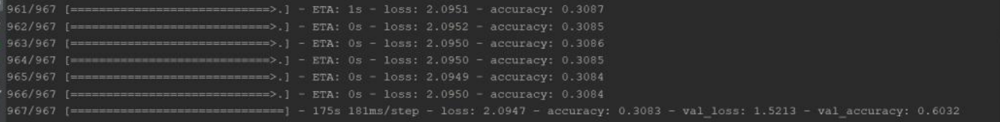 961/967 [============================>.] - ETA: 1s - loss: 2.0951 - accuracy: 0.3087
962/967 [============================>.] - ETA: 0s - loss: 2.0952 - accuracy: 0.3085
963/967 [============================>.] - ETA: 0s - loss: 2.0950 - accuracy: 0.3086
964/967 [============================>.] - ETA: 0s - loss: 2.0950 - accuracy: 0.3085
965/967 [============================>.] - ETA: 0s - loss: 2.0949 - accuracy: 0.3084
966/967 [============================>.] - ETA: 0s - loss: 2.0950 - accuracy: 0.3084
967/967 [==============================] - 175s 181ms/step - loss: 2.0947 - accuracy: 0.3083 - val_loss: 1.5213 - val_accuracy: 0.6032